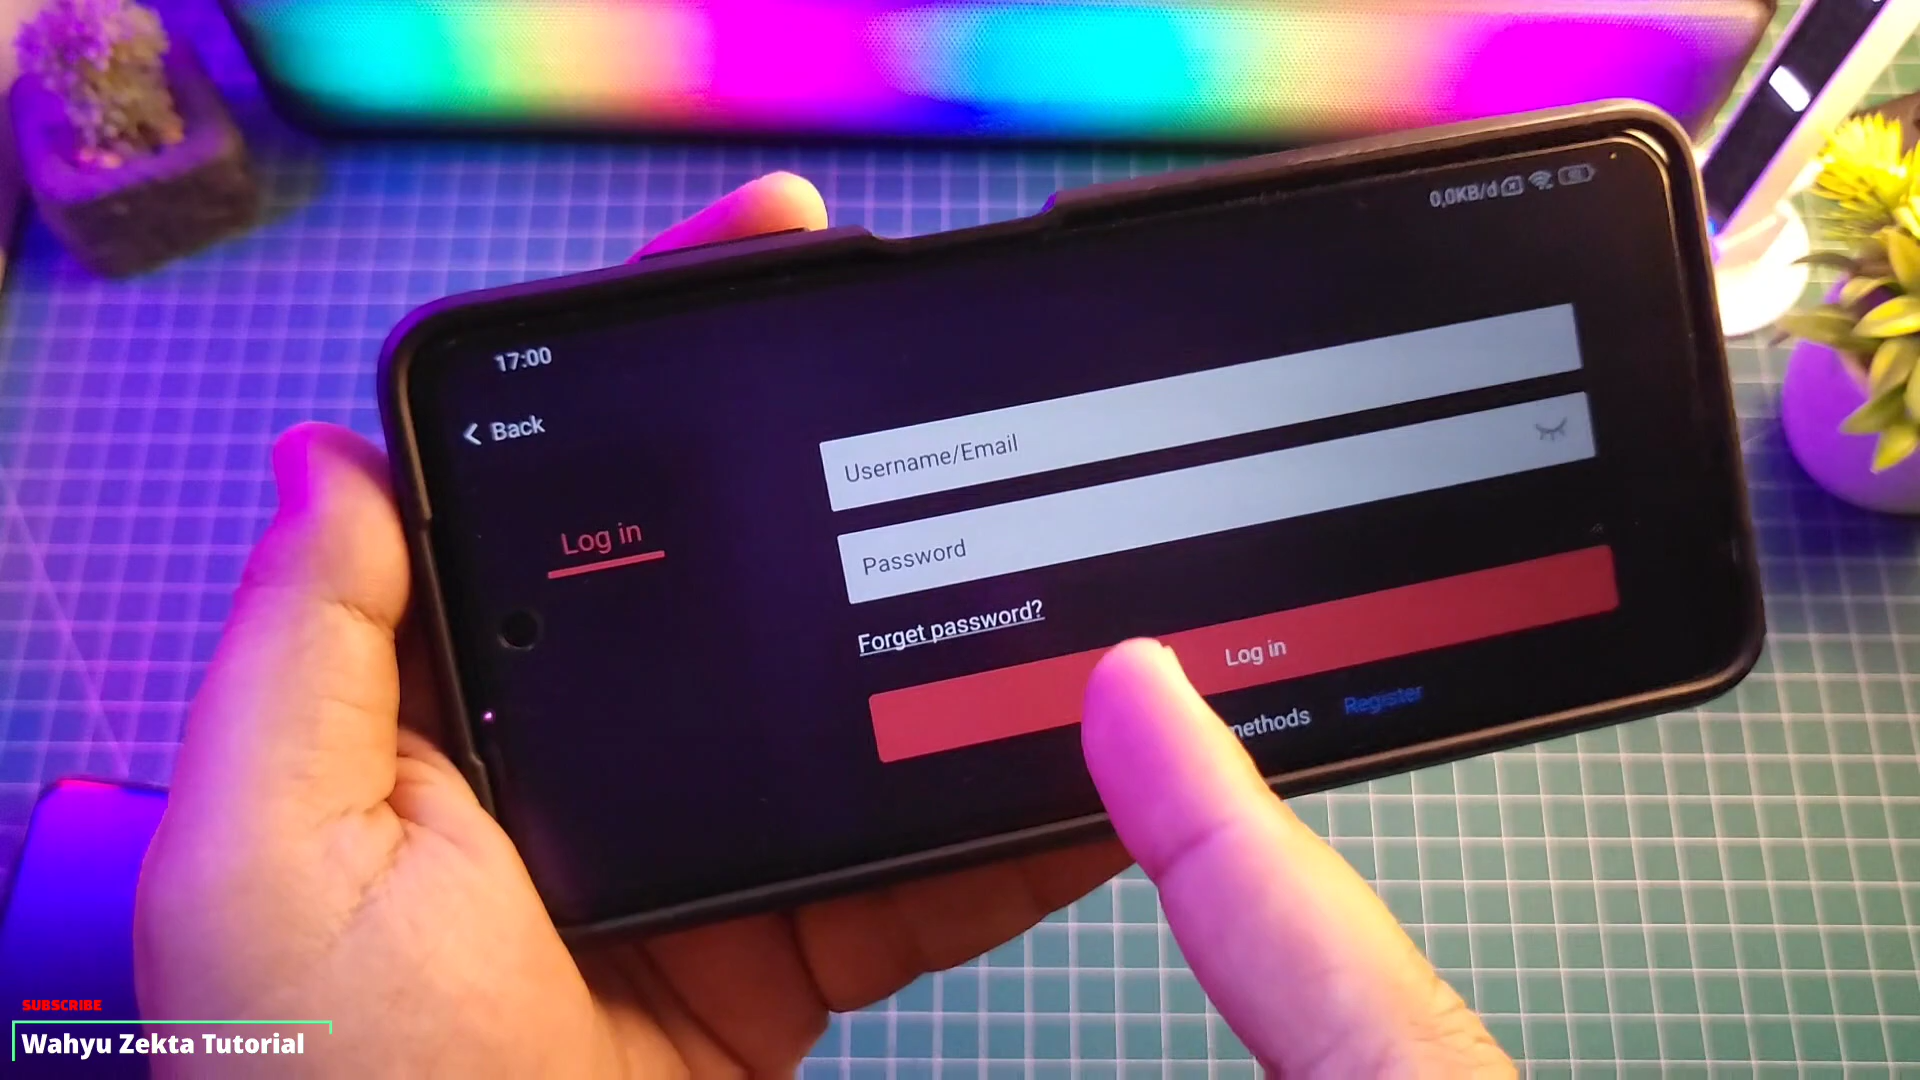 0,0KB/d
17:00
Back
Username/Email
Log in
Password
Forget password?
Log in
Register
SUBSCRIBE
Wahyu Zekta Tutorial